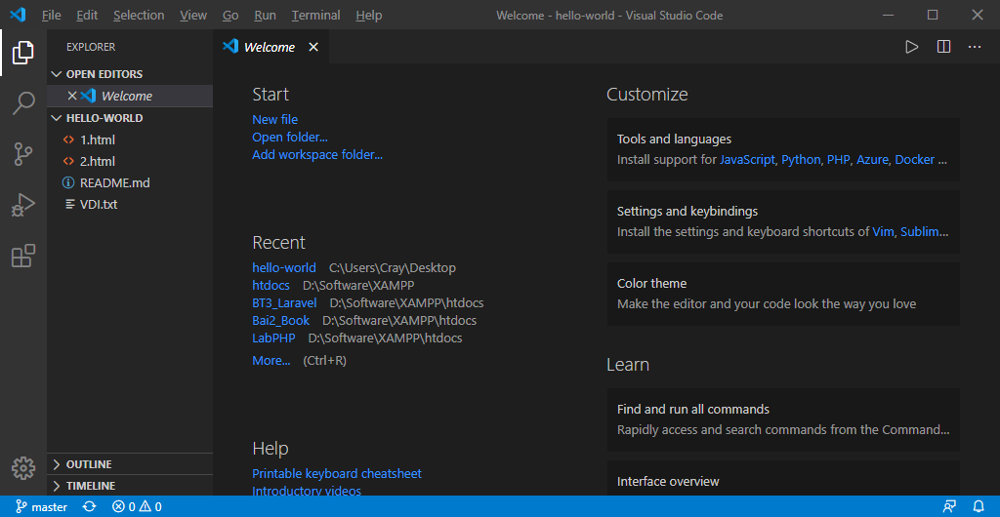 File Edit Selection View Go Run Terminal Help Welcome - hello-world - Visual Studio Code
EXPLORER
OPEN EDITORS
Welcome
HELLO-WORLD
1.html
2.html
README.md
VDI.txt
OUTLINE
TIMELINE
Welcome
Start
New file
Open folder...
Add workspace folder...
Recent
hello-world C:\Users\Cray\Desktop
htdocs D:\Software\XAMPP
BT3_Laravel D:\Software\XAMPP\htdocs
Bai2_Book D:\Software\XAMPP\htdocs
LabPHP D:\Software\XAMPP\htdocs
More... (Ctrl+R)
Help
Printable keyboard cheatsheet
Introductory videos
Customize
Tools and languages
Install support for JavaScript, Python, PHP, Azure, Docker ...
Settings and keybindings
Install the settings and keyboard shortcuts of Vim, Sublim...
Color theme
Make the editor and your code look the way you love
Learn
Find and run all commands
Rapidly access and search commands from the Command...
Interface overview
master 0 0